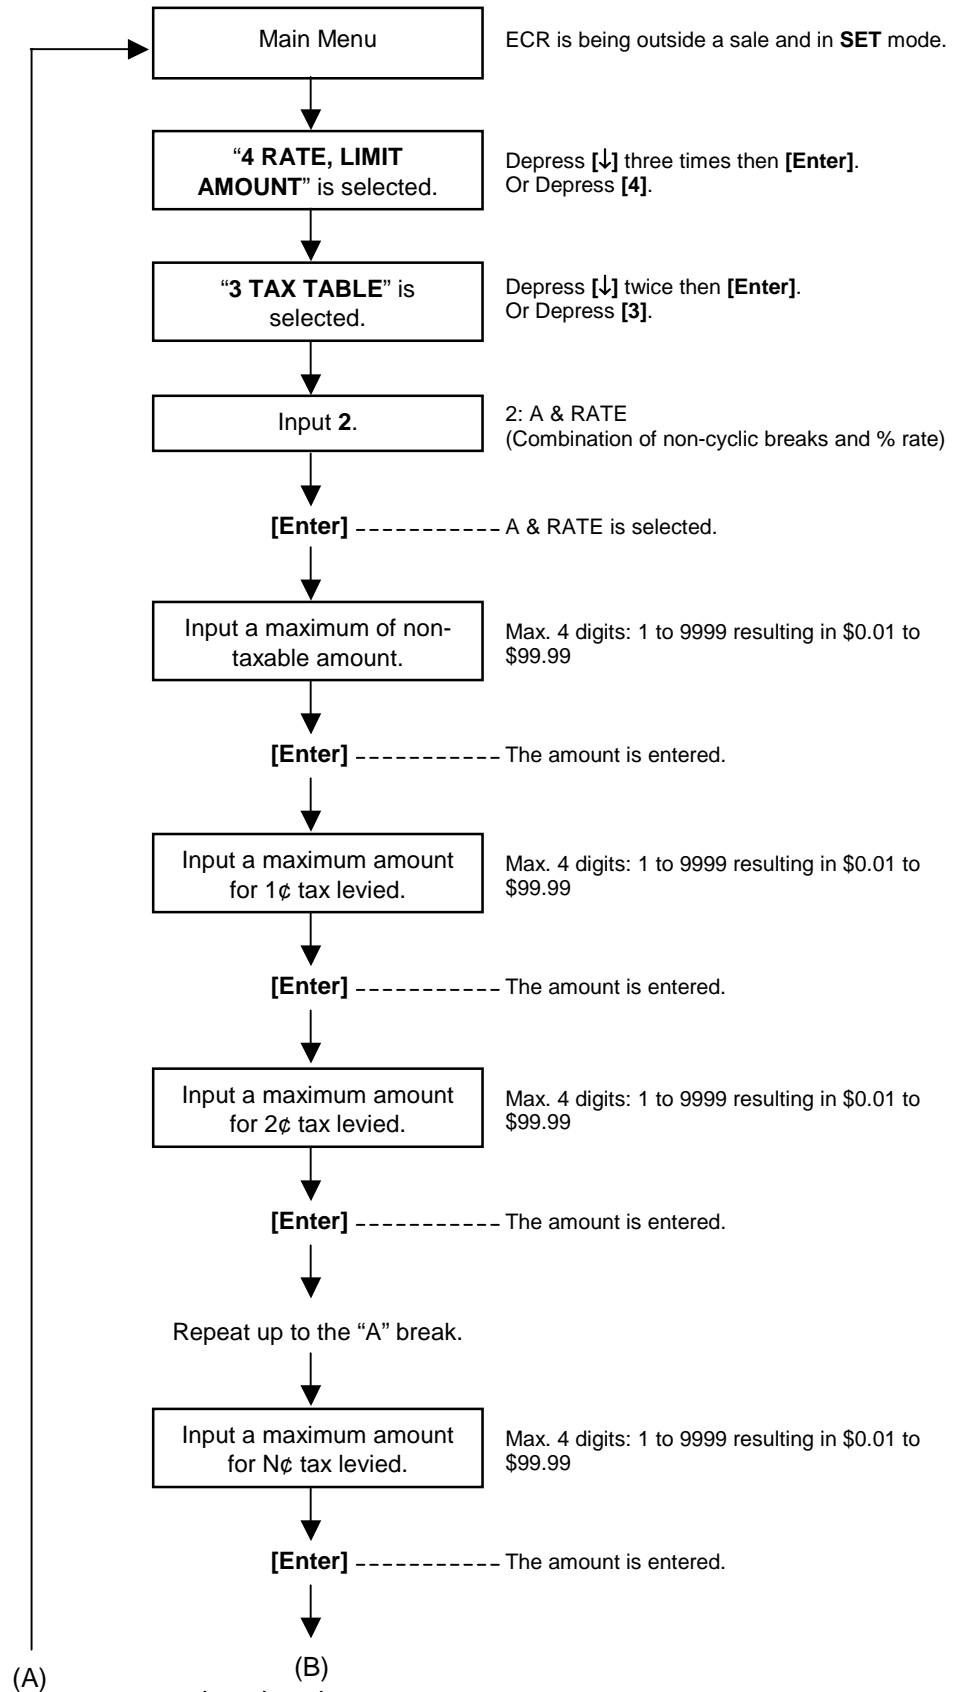 Main Menu
ECR is being outside a sale and in SET mode.
“4 RATE, LIMIT
AMOUNT” is selected.
Depress [↓] three times then [Enter].
Or Depress [4].
“3 TAX TABLE” is
selected.
Depress [↓] twice then [Enter].
Or Depress [3].
Input 2.
2: A & RATE
(Combination of non-cyclic breaks and % rate)
[Enter]
A & RATE is selected.
Input a maximum of non-
taxable amount.
Max. 4 digits: 1 to 9999 resulting in $0.01 to
$99.99
[Enter]
The amount is entered.
Input a maximum amount
for 1¢ tax levied.
Max. 4 digits: 1 to 9999 resulting in $0.01 to
$99.99
[Enter]
The amount is entered.
Input a maximum amount
for 2¢ tax levied.
Max. 4 digits: 1 to 9999 resulting in $0.01 to
$99.99
[Enter]
The amount is entered.
Repeat up to the “A” break.
Input a maximum amount
for N¢ tax levied.
Max. 4 digits: 1 to 9999 resulting in $0.01 to
$99.99
[Enter]
The amount is entered.
(A)
(B)